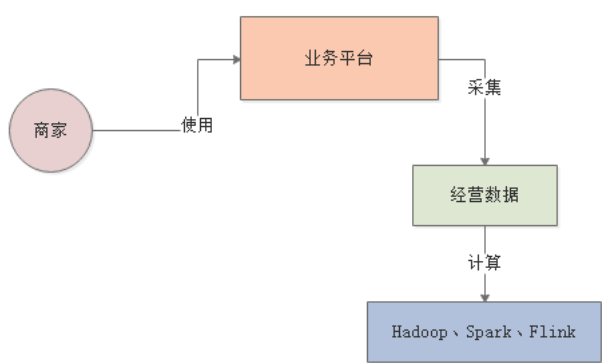 业务平台
采集
商家
使用
经营数据
计算
Hadoop、Spark、Flink